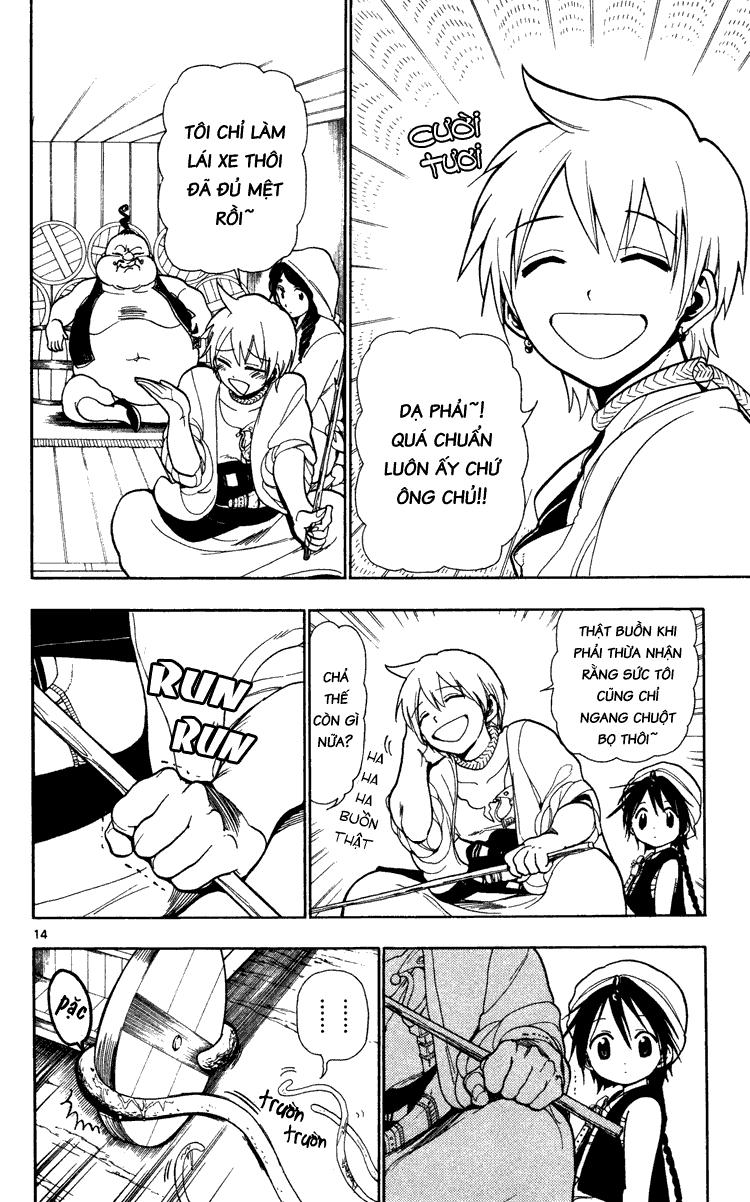 TÔI CHỈ LÀM
LÁI XE THÔI
ĐÃ ĐỦ MỆT
RỒI~
CƯỜI
TƯƠI
DẠ PHẢI~!
QUÁ CHUẨN
LUÔN ẤY CHỨ
ÔNG CHỦ!!
RUN
RUN
CHẢ
THẾ
CÒN GÌ
NỮA?
HA
HA
HA
BUỒN
THẬT
THẬT BUỒN KHI
PHẢI THỪA NHẬN
RẰNG SỨC TÔI
CŨNG CHỈ
NGANG CHUỘT
BỌ THÔI~
14
PẶC
TRƯỜN
TRƯỜN
......
......